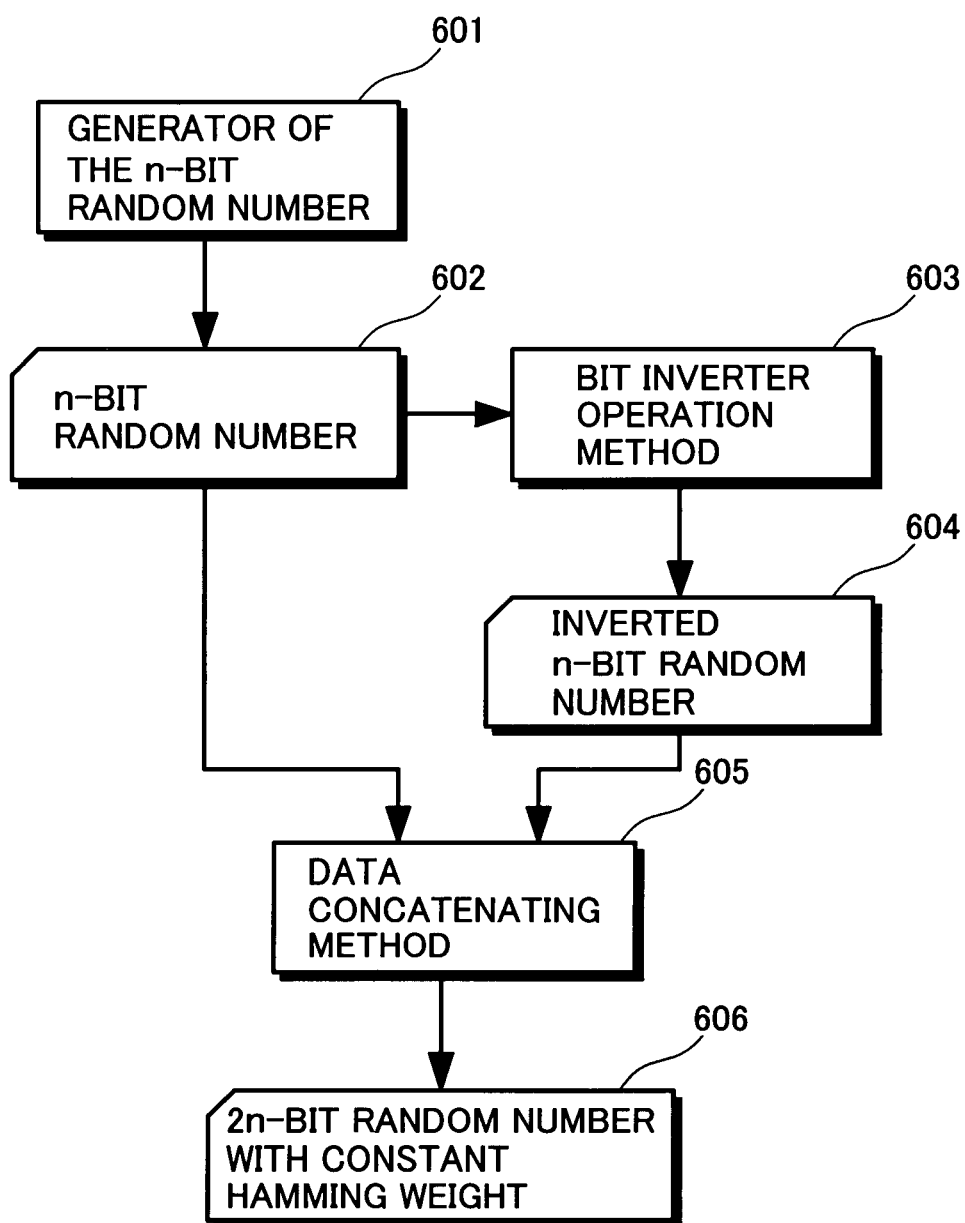 601
GENERATOR OF
THE n-BIT
RANDOM NUMBER
602
n-BIT
RANDOM NUMBER
603
BIT INVERTER
OPERATION
METHOD
604
INVERTED
n-BIT RANDOM
NUMBER
605
DATA
CONCATENATING
METHOD
606
2n-BIT RANDOM NUMBER
WITH CONSTANT
HAMMING WEIGHT